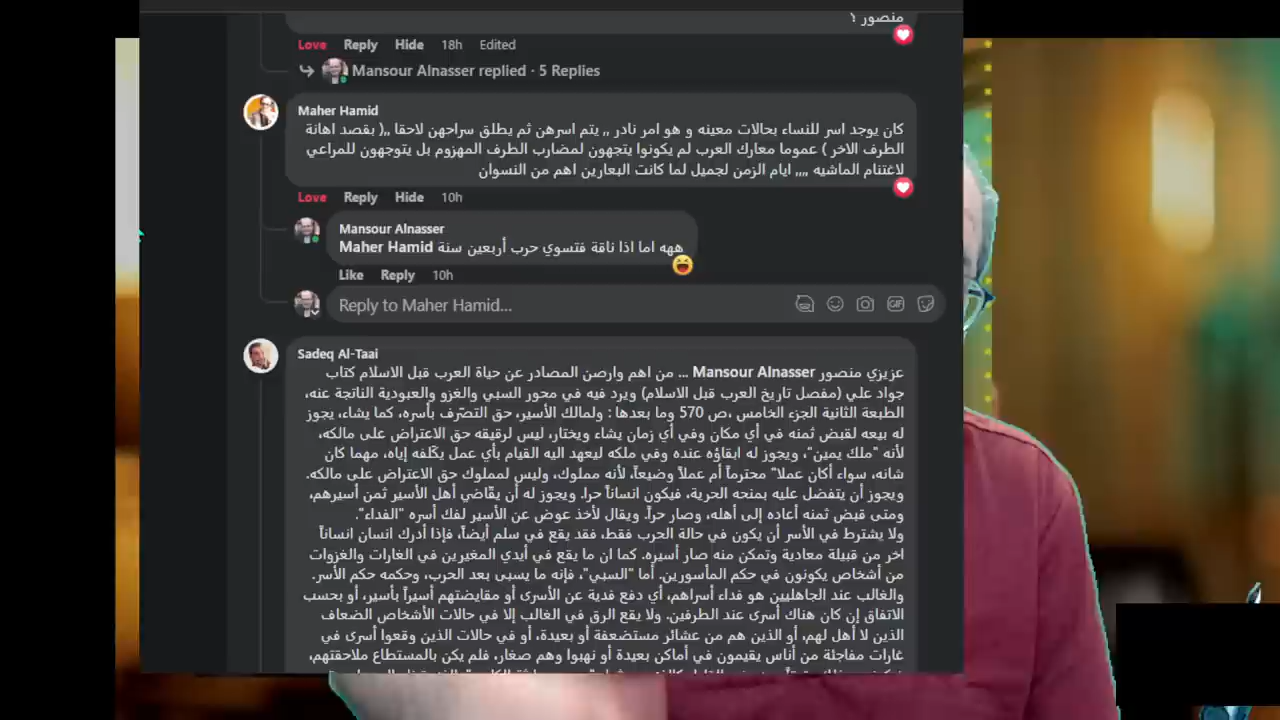 منصور ؟
Love Reply Hide 18h Edited
Mansour Alnasser replied · 5 Replies
Maher Hamid
كان يوجد اسر للنساء بحالات معينه و هو امر نادر ,, يتم اسرهن ثم يطلق سراحهن لاحقا ,,( بقصد اهانة
الطرف الاخر ) عموما معارك العرب لم يكونوا يتجهون لمضارب الطرف المهزوم بل يتوجهون للمراعي
لاغتنام الماشيه ,,,, ايام الزمن لجميل لما كانت البعارين اهم من النسوان
Love Reply Hide 10h
Mansour Alnasser
Maher Hamid ههه اما اذا ناقة فتسوي حرب أربعين سنة
Like Reply 10h
Reply to Maher Hamid...
GIF
Sadeq Al-Taai
عزيزي منصور Mansour Alnasser ... من اهم وارصن المصادر عن حياة العرب قبل الاسلام كتاب
جواد علي (مفصل تاريخ العرب قبل الاسلام) ويرد فيه في محور السبي والغزو والعبودية الناتجة عنه،
الطبعة الثانية الجزء الخامس ،ص 570 وما بعدها : ولمالك الأسير، حق التصرّف بأسره، كما يشاء، يجوز
له بيعه لقبض ثمنه في أي مكان وفي أي زمان يشاء ويختار، ليس لرقيقه حق الاعتراض على مالكه،
لأنه "ملك يمين"، ويجوز له ابقاؤه عنده وفي ملكه ليعهد اليه القيام بأي عمل يكّلفه إياه، مهما كان
شانه، سواء أكان عملا" محترماً أم عملاً وضيعاً، لأنه مملوك، وليس لمملوك حق الاعتراض على مالكه.
ويجوز أن يتفضل عليه بمنحه الحرية، فيكون انساناً حرا. ويجوز له أن يقّاضي أهل الأسير ثمن أسيرهم،
ومتى قبض ثمنه أعاده إلى أهله، وصار حراً. ويقال لأخذ عوض عن الأسير لفك أسره "الفداء".
ولا يشترط في الأسر أن يكون في حالة الحرب فقط، فقد يقع في سلم أيضاً، فإذا أدرك انسان انساناً
اخر من قبيلة معادية وتمكن منه صار أسيره. كما ان ما يقع في أيدي المغيرين في الغارات والغزوات
من أشخاص يكونون في حكم المأسورين. أما "السبي"، فإنه ما يسبى بعد الحرب، وحكمه حكم الأسر.
والغالب عند الجاهليين هو فداء أسراهم، أي دفع فدية عن الأسرى أو مقايضتهم أسيراً بأسير، أو بحسب
الاتفاق إن كان هناك أسرى عند الطرفين. ولا يقع الرق في الغالب إلا في حالات الأشخاص الضعاف
الذين لا أهل لهم، أو الذين هم من عشائر مستضعفة أو بعيدة، أو في حالات الذين وقعوا أسرى في
غارات مفاجئة من أناس يقيمون في أماكن بعيدة أو نهبوا وهم صغار، فلم يكن بالمستطاع ملاحقتهم،